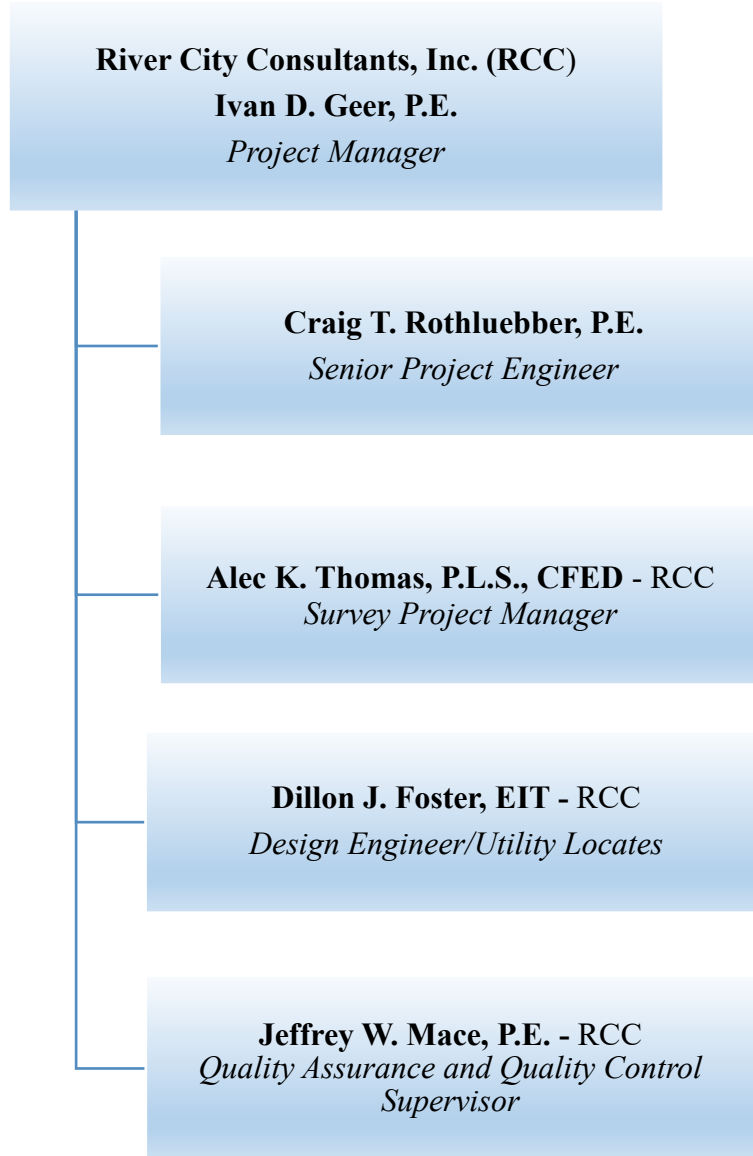 River City Consultants, Inc. (RCC)
Ivan D. Geer, P.E.
Project Manager
Craig T. Rothluebber, P.E.
Senior Project Engineer
Alec K. Thomas, P.L.S., CFED - RCC
Survey Project Manager
Dillon J. Foster, EIT - RCC
Design Engineer/Utility Locates
Jeffrey W. Mace, P.E. - RCC
Quality Assurance and Quality Control
Supervisor